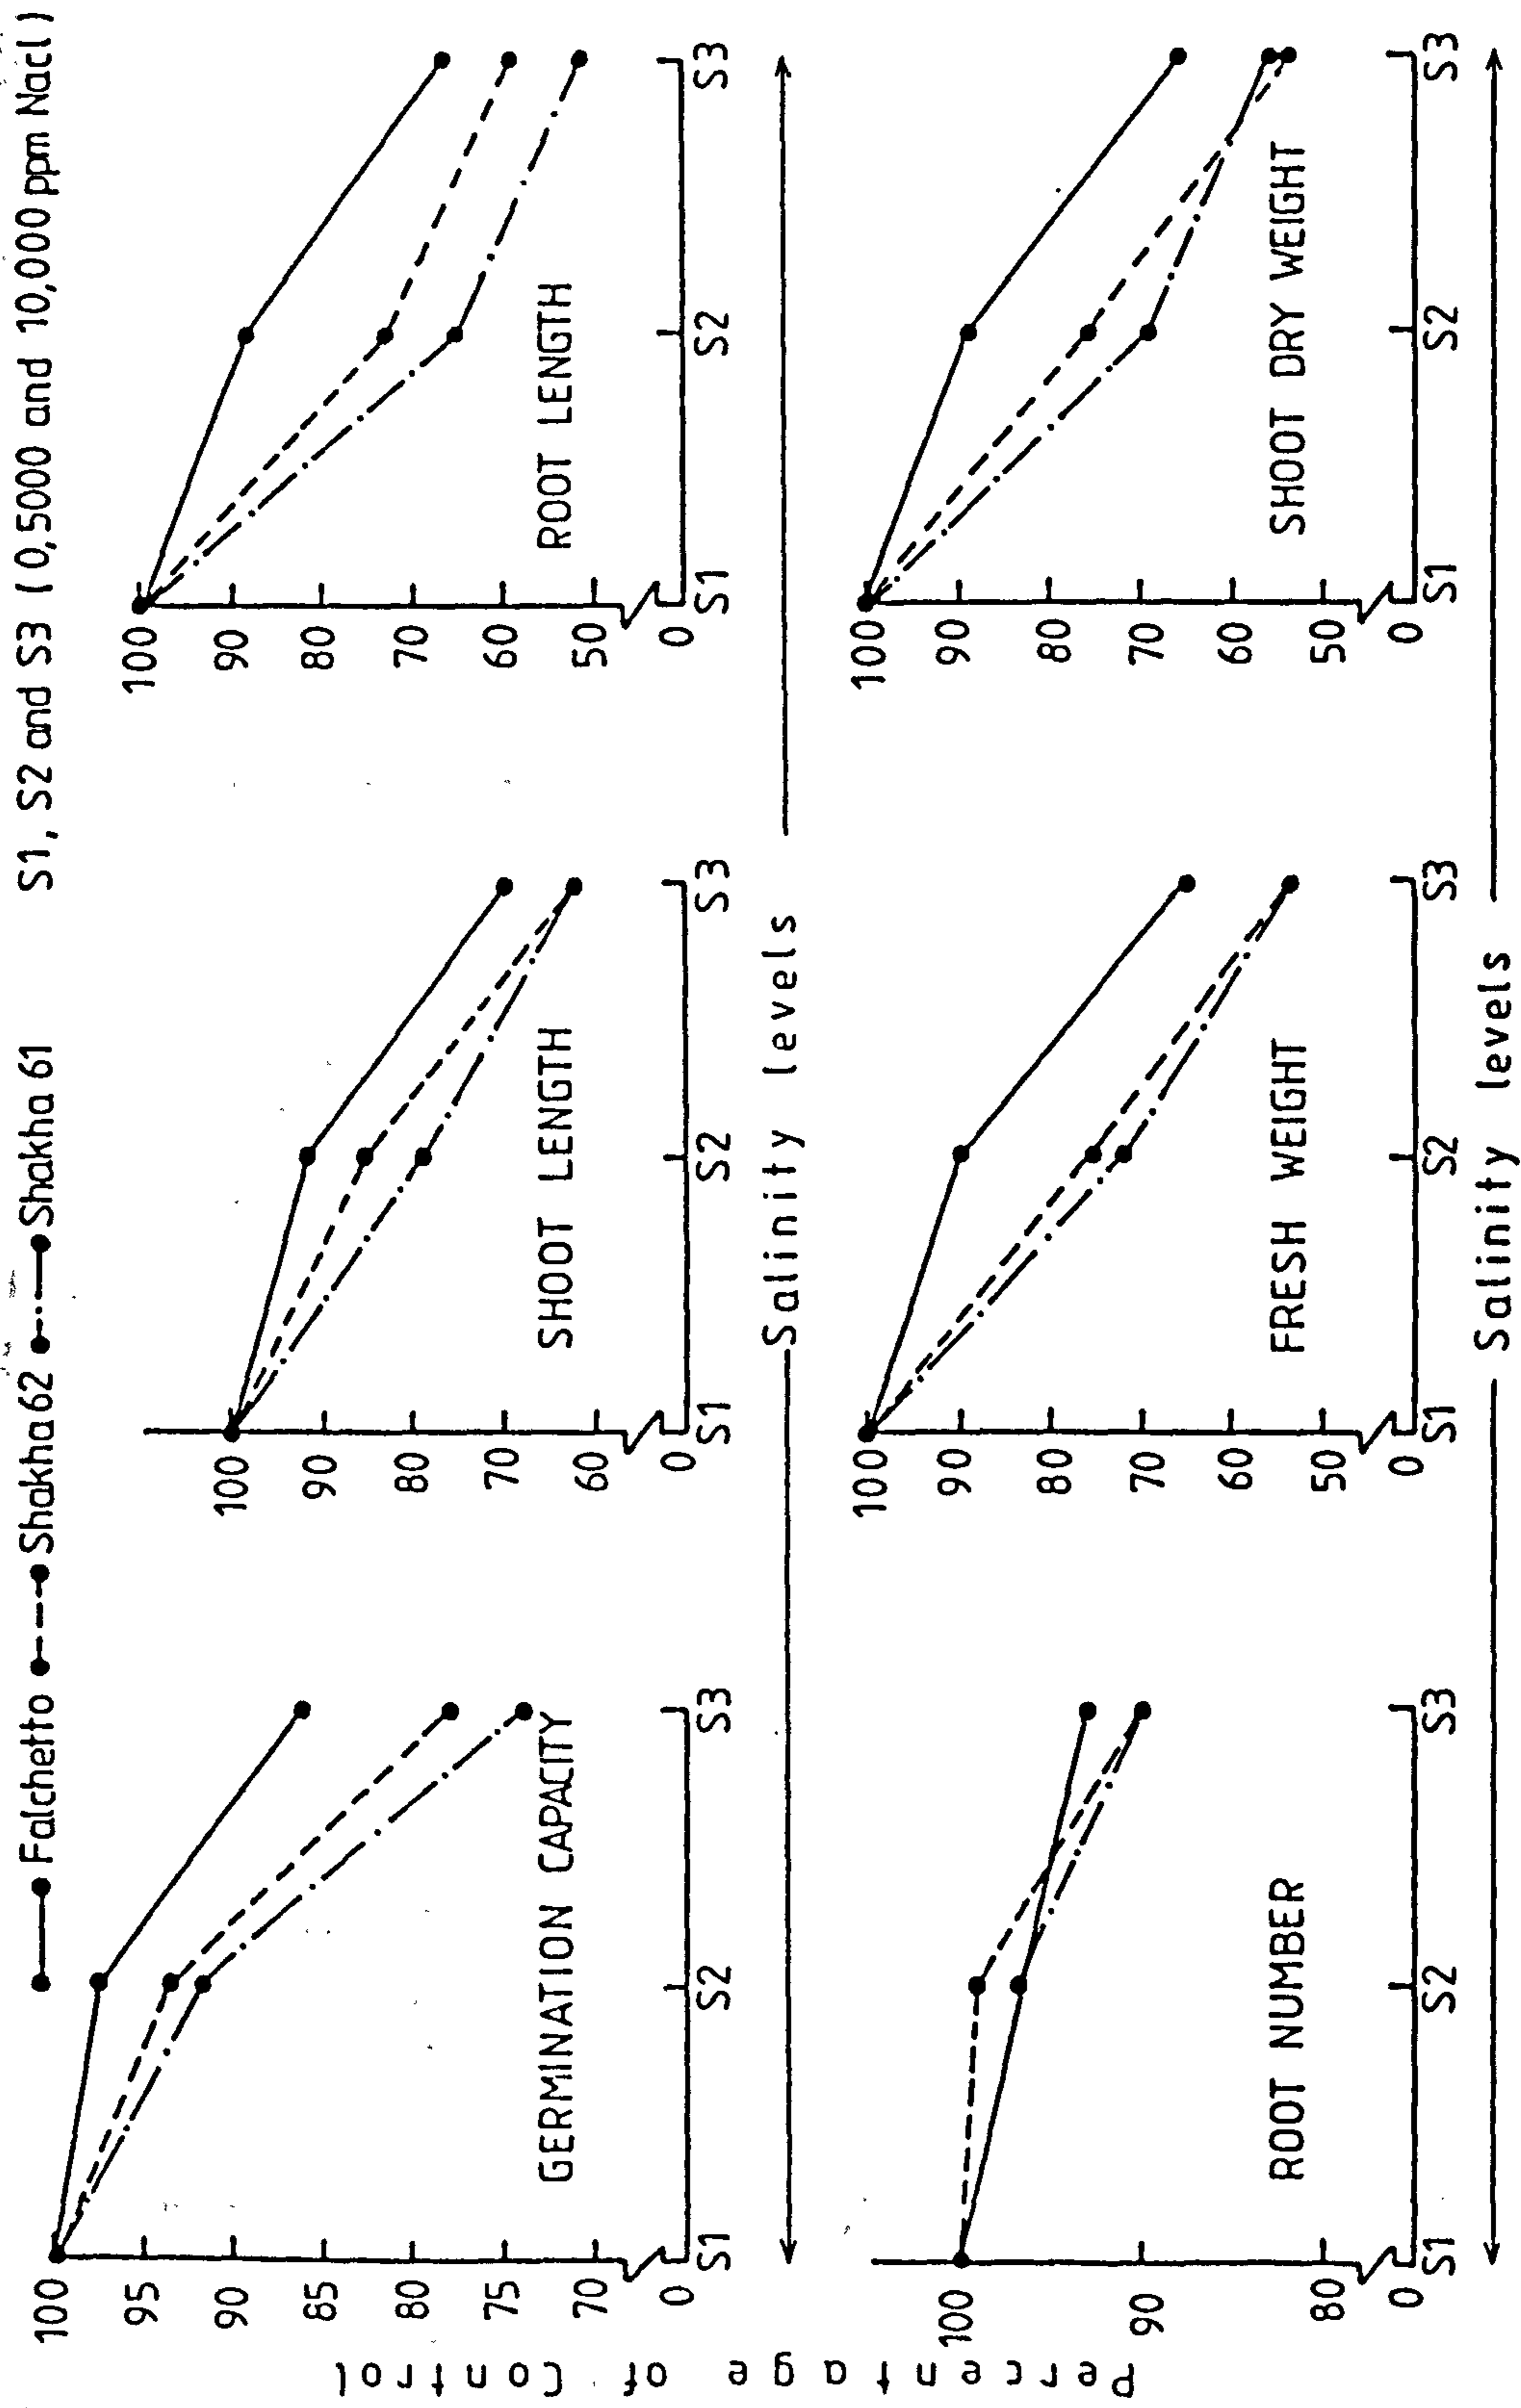 Falchetto Shakha62 Shakha 61 S1, S2 and S3 (0,5000 and 10,000 ppm Nacl)
Percentage of Control
100
95
90
85
80
75
70
0
S1 S2 S3
GERMINATION CAPACITY
100
90
80
70
60
0
S1 S2 S3
SHOOT LENGTH
100
90
80
70
60
50
0
S1 S2 S3
ROOT LENGTH
Salinity levels
100
90
80
0
S1 S2 S3
ROOT NUMBER
100
90
80
70
60
50
0
S1 S2 S3
FRESH WEIGHT
100
90
80
70
60
50
0
S1 S2 S3
SHOOT DRY WEIGHT
Salinity levels